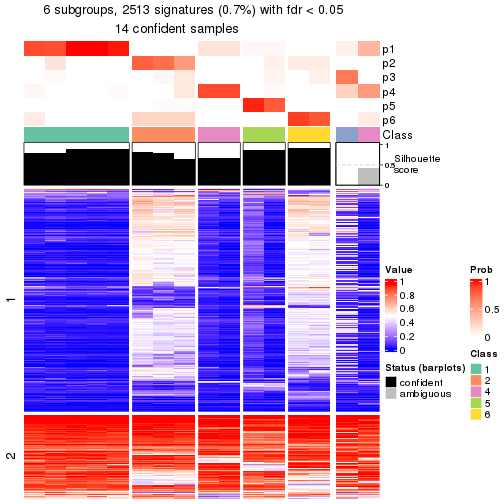 6 subgroups, 2513 signatures (0.7%) with fdr < 0.05
14 confident samples
p1
p2
p3
p4
p5
p6
Class
1
0.5
0
Silhouette
score
1
2
Value
1
0.8
0.6
0.4
0.2
0
Status (barplots)
confident
ambiguous
Prob
1
0.5
0
Class
1
2
4
5
6